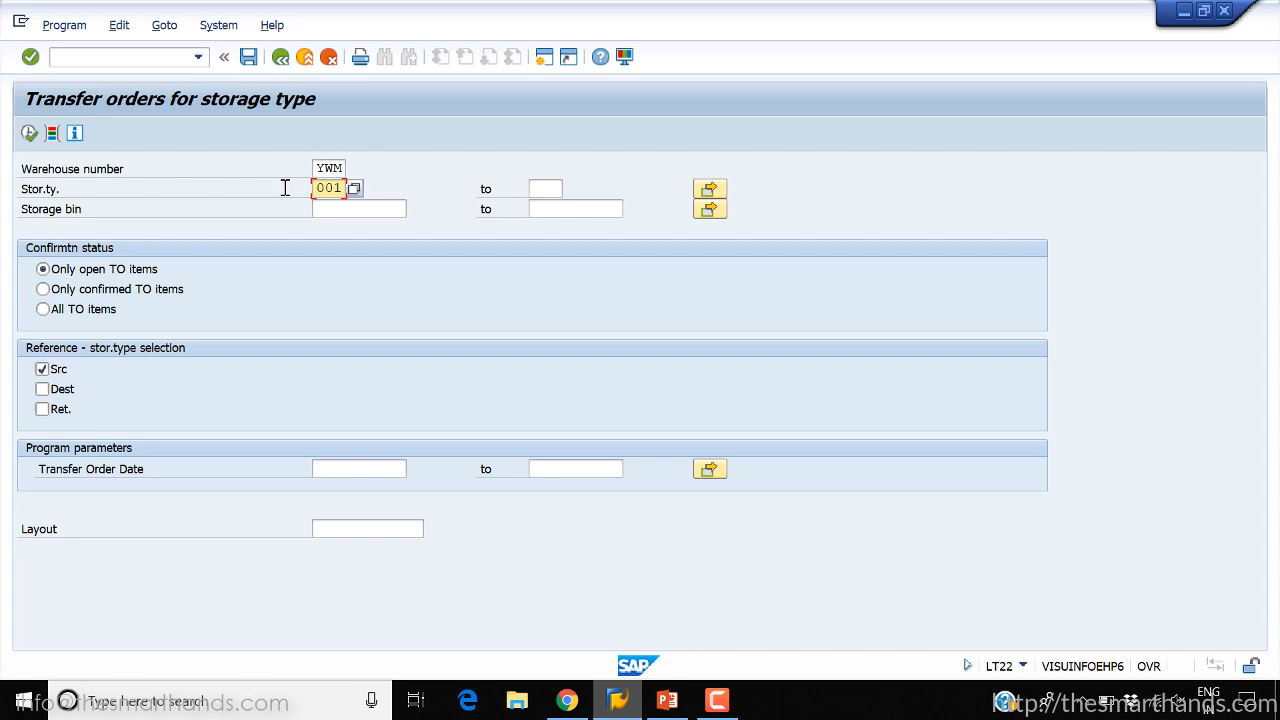 Program Edit Goto System Help
Transfer orders for storage type
Warehouse number YWM
Stor.ty. 001 to
Storage bin to
Confirmtn status
Only open TO items
Only confirmed TO items
All TO items
Reference - stor.type selection
Src
Dest
Ret.
Program parameters
Transfer Order Date to
Layout
SAP LT22 VISUINFOEHP6 OVR
Type here to search
info@thesmarthands.com
ENG
IN
http://thesmarthands.com